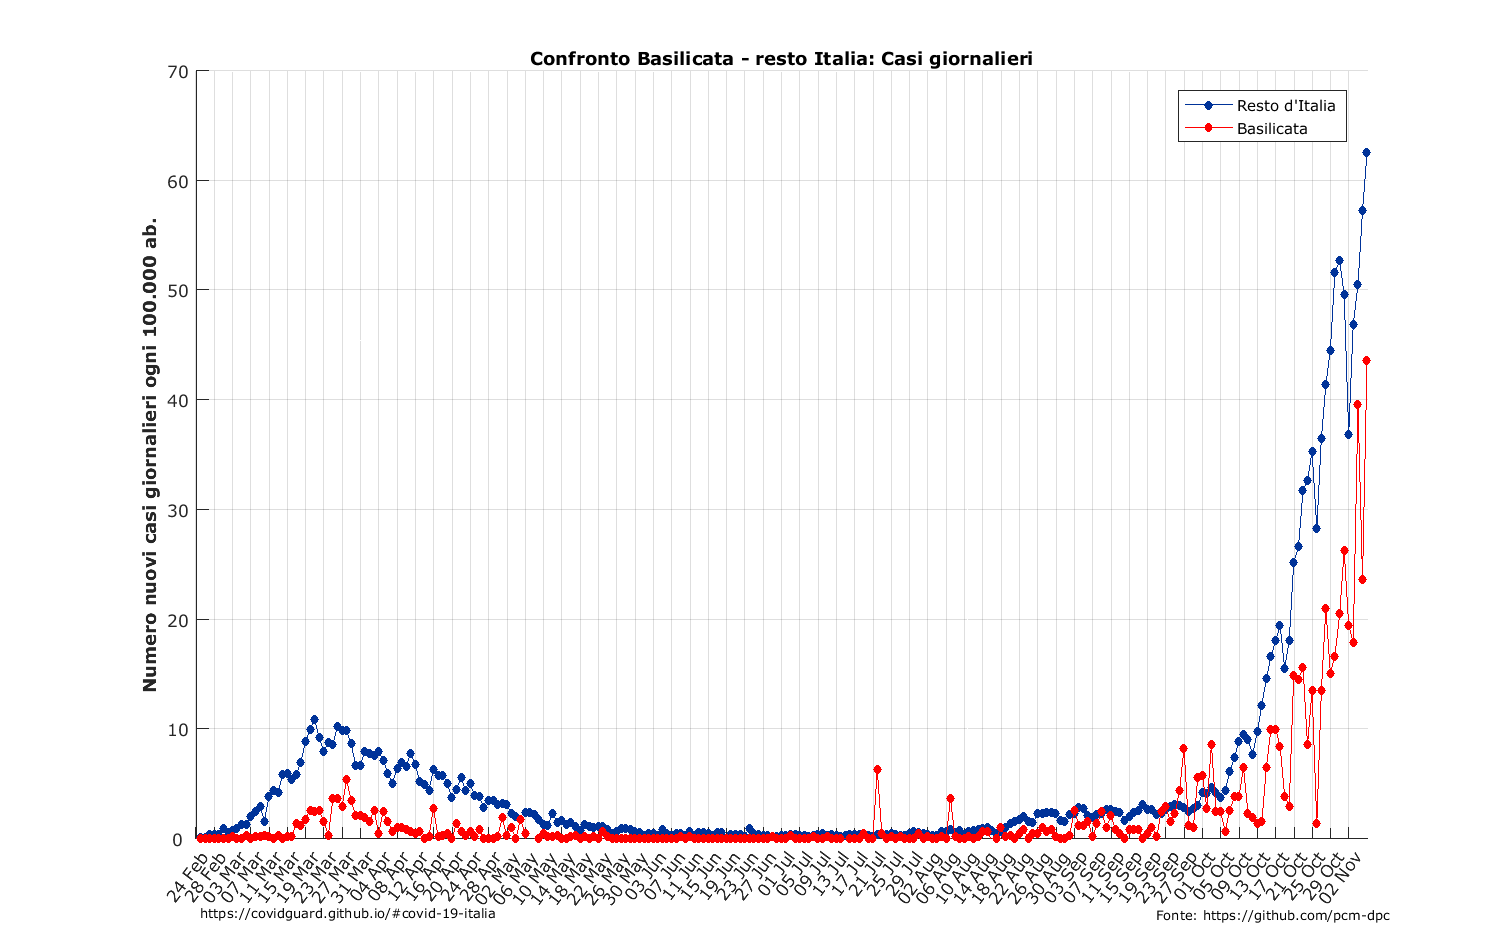 Confronto Basilicata - resto Italia: Casi giornalieri
Resto d'Italia
Basilicata
Numero nuovi casi giornalieri ogni 100.000 ab.
70
60
50
40
30
20
10
0
24 Feb
28 Feb
03 Mar
07 Mar
11 Mar
15 Mar
19 Mar
23 Mar
27 Mar
31 Mar
04 Apr
08 Apr
12 Apr
16 Apr
20 Apr
24 Apr
28 Apr
02 May
06 May
10 May
14 May
18 May
22 May
26 May
30 May
03 Jun
07 Jun
11 Jun
15 Jun
19 Jun
23 Jun
27 Jun
01 Jul
05 Jul
09 Jul
13 Jul
17 Jul
21 Jul
25 Jul
29 Jul
02 Aug
06 Aug
10 Aug
14 Aug
18 Aug
22 Aug
26 Aug
30 Aug
03 Sep
07 Sep
11 Sep
15 Sep
19 Sep
23 Sep
27 Sep
01 Oct
05 Oct
09 Oct
13 Oct
17 Oct
21 Oct
25 Oct
29 Oct
02 Nov
https://covidguard.github.io/#covid-19-italia
Fonte: https://github.com/pcm-dpc